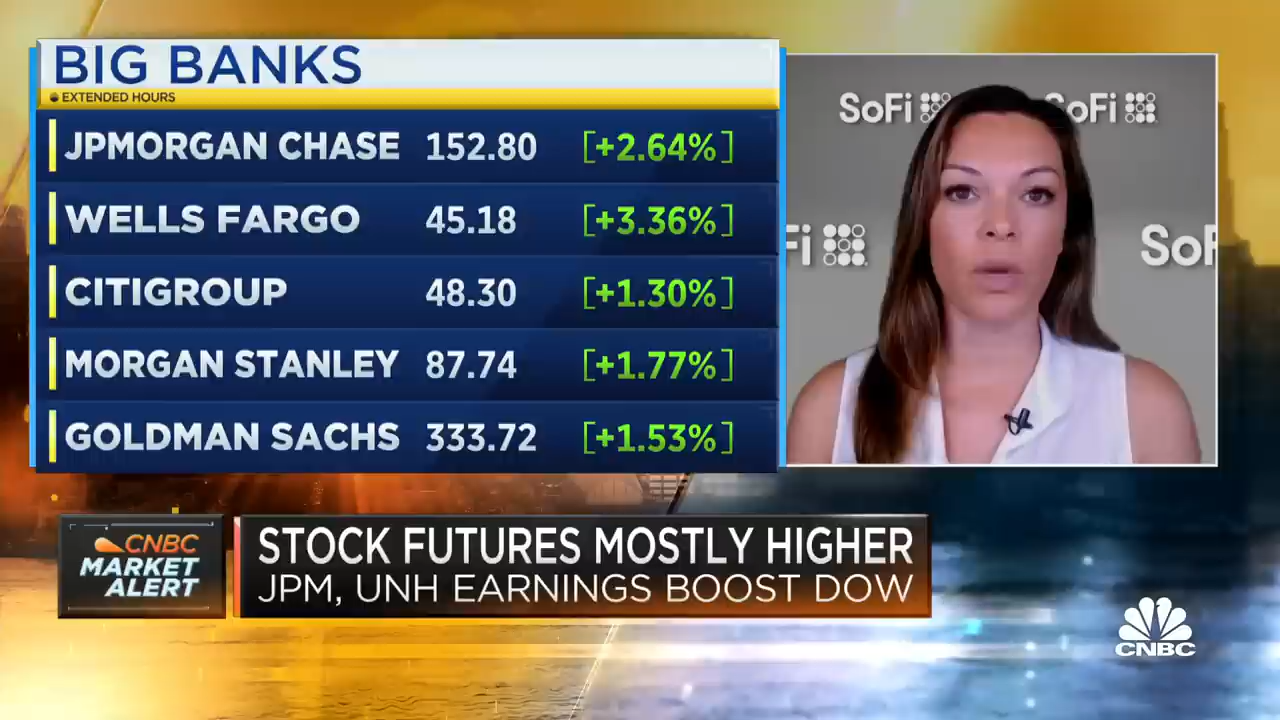 BIG BANKS
EXTENDED HOURS
JPMORGAN CHASE 152.80 [+2.64%]
WELLS FARGO 45.18 [+3.36%]
CITIGROUP 48.30 [+1.30%]
MORGAN STANLEY 87.74 [+1.77%]
GOLDMAN SACHS 333.72 [+1.53%]
SoFi SoFi
Fi SoF
CNBC
MARKET
ALERT
STOCK FUTURES MOSTLY HIGHER
JPM, UNH EARNINGS BOOST DOW
CNBC